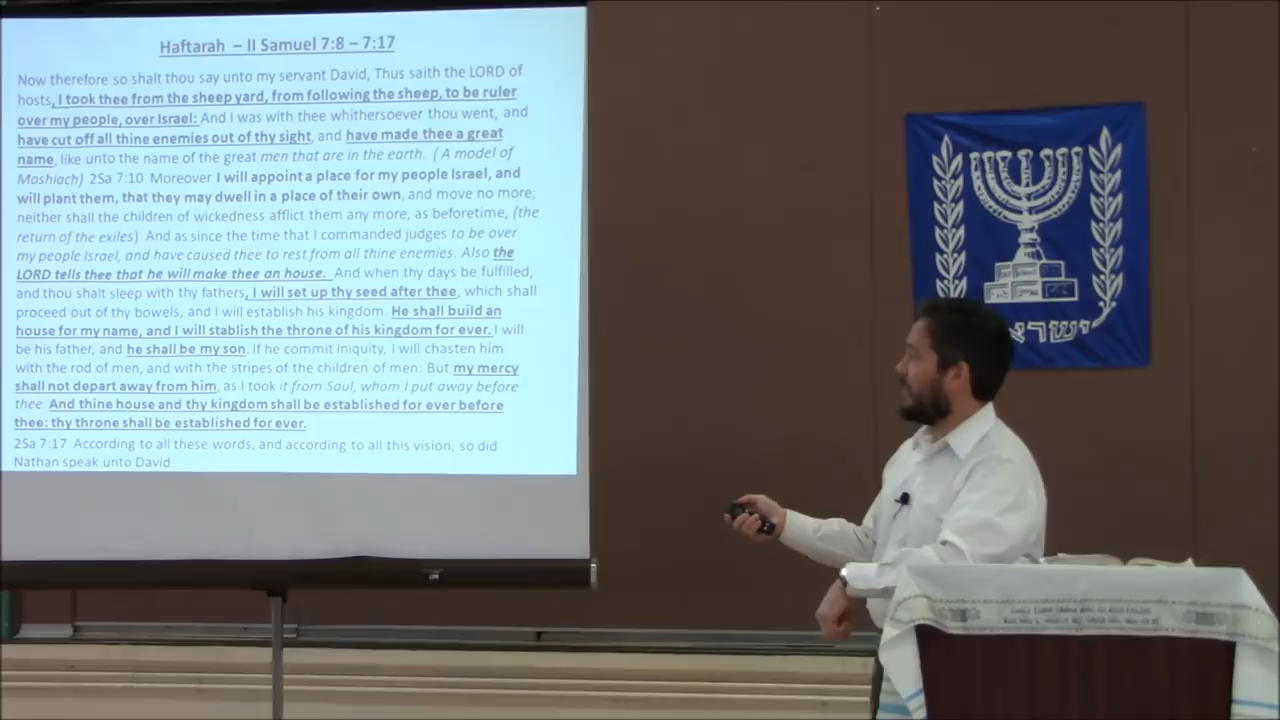 Haftarah – II Samuel 7:8 – 7:17
Now therefore so shalt thou say unto my servant David, Thus saith the LORD of
hosts, I took thee from the sheep yard, from following the sheep, to be ruler
over my people, over Israel: And I was with thee whithersoever thou went, and
have cut off all thine enemies out of thy sight, and have made thee a great
name, like unto the name of the great men that are in the earth. ( A model of
Moshiach) 2Sa 7:10 Moreover I will appoint a place for my people Israel, and
will plant them, that they may dwell in a place of their own, and move no more;
neither shall the children of wickedness afflict them any more, as beforetime, (the
return of the exiles) And as since the time that I commanded judges to be over
my people Israel, and have caused thee to rest from all thine enemies. Also the
LORD tells thee that he will make thee an house. And when thy days be fulfilled,
and thou shalt sleep with thy fathers, I will set up thy seed after thee, which shall
proceed out of thy bowels, and I will establish his kingdom. He shall build an
house for my name, and I will stablish the throne of his kingdom for ever. I will
be his father, and he shall be my son. If he commit iniquity, I will chasten him
with the rod of men, and with the stripes of the children of men: But my mercy
shall not depart away from him, as I took it from Saul, whom I put away before
thee. And thine house and thy kingdom shall be established for ever before
thee: thy throne shall be established for ever.
2Sa 7:17 According to all these words, and according to all this vision, so did
Nathan speak unto David.
ישרא